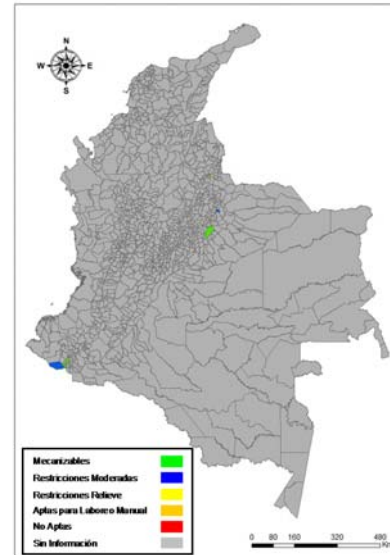 N
W E
S
Mecanizables
Restricciones Moderadas
Restricciones Relieve
Aptas para Laboreo Manual
No Aptas
Sin Información
0 80 160 320 480